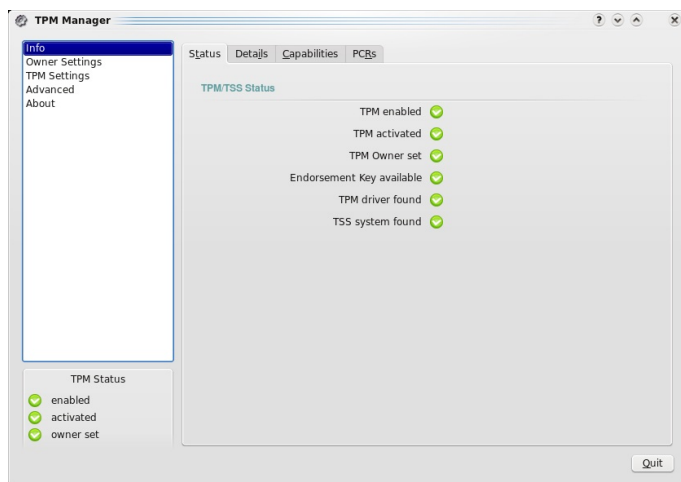 TPM Manager
Info
Owner Settings
TPM Settings
Advanced
About
Status Details Capabilities PCRs
TPM/TSS Status
TPM enabled
TPM activated
TPM Owner set
Endorsement Key available
TPM driver found
TSS system found
TPM Status
enabled
activated
owner set
Quit